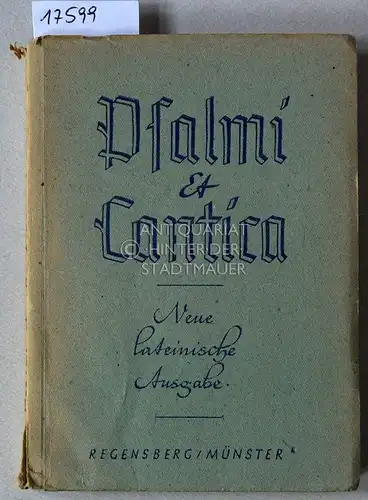 17599
Psalmi
Et
Cantica
ANTIQUARIAT
HINTER DER
STADTMAUER
Neue
lateinische
Ausgabe.
REGENSBERG/MÜNSTER